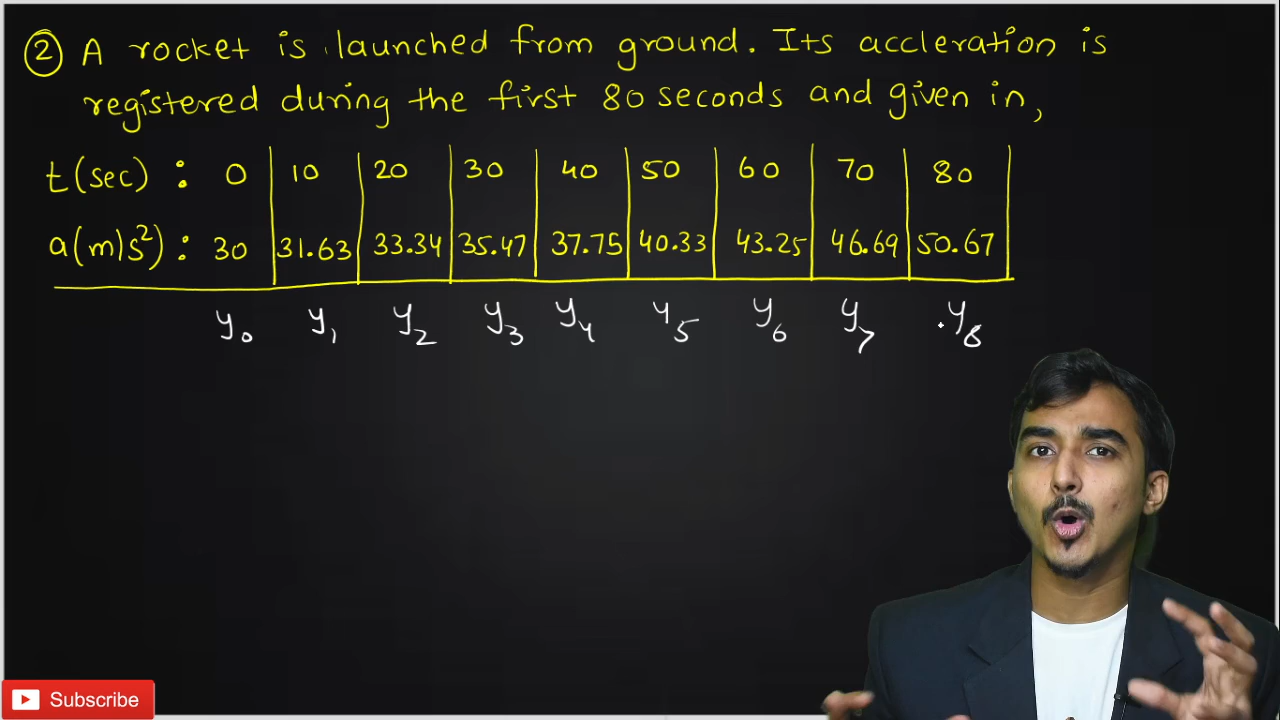 ② A rocket is launched from ground. Its accleration is
registered during the first 80 seconds and given in,
t(sec) : 0 10 20 30 40 50 60 70 80
a(m/s²) : 30 31.63 33.34 35.47 37.75 40.33 43.25 46.69 50.67
y₀ y₁ y₂ y₃ y₄ y₅ y₆ y₇ y₈
Subscribe